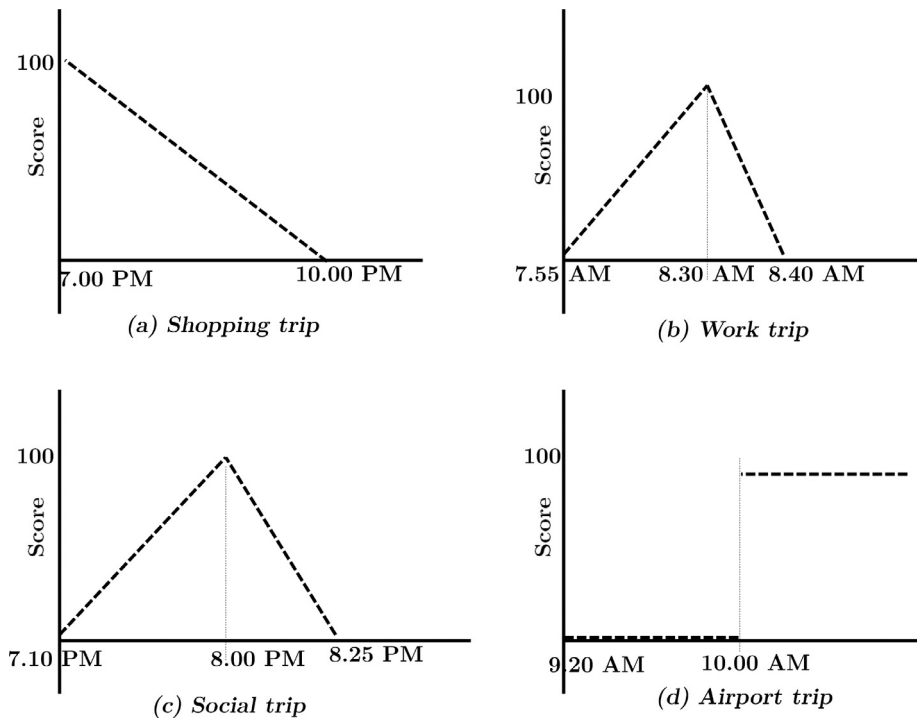 100
Score
7.00 PM
10.00 PM
(a) Shopping trip
100
Score
7.55 AM
8.30 AM
8.40 AM
(b) Work trip
100
Score
7.10 PM
8.00 PM
8.25 PM
(c) Social trip
100
Score
9.20 AM
10.00 AM
(d) Airport trip